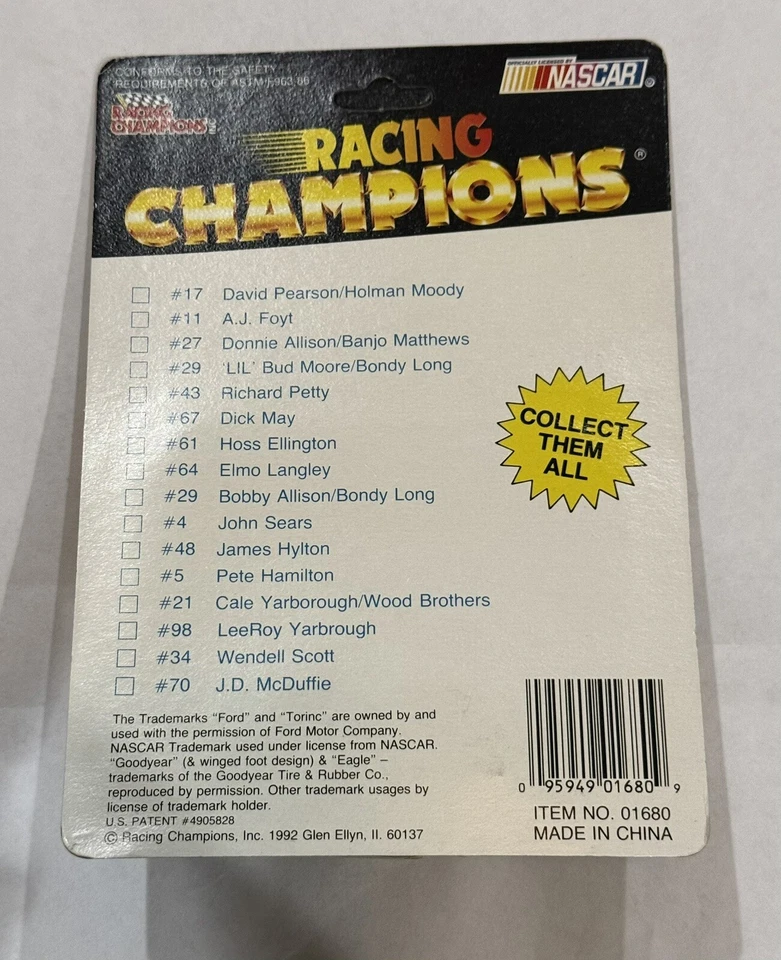 CONFORMS TO THE SAFETY
REQUIREMENTS OF ASTM F963-86
OFFICIALLY LICENSED BY
NASCAR®
RACING
CHAMPIONS INC
RACING
CHAMPIONS®
#17 David Pearson/Holman Moody
#11 A.J. Foyt
#27 Donnie Allison/Banjo Matthews
#29 'LIL' Bud Moore/Bondy Long
#43 Richard Petty
#67 Dick May
#61 Hoss Ellington
#64 Elmo Langley
#29 Bobby Allison/Bondy Long
#4 John Sears
#48 James Hylton
#5 Pete Hamilton
#21 Cale Yarborough/Wood Brothers
#98 LeeRoy Yarbrough
#34 Wendell Scott
#70 J.D. McDuffie
COLLECT
THEM
ALL
The Trademarks "Ford" and "Torinc" are owned by and
used with the permission of Ford Motor Company.
NASCAR Trademark used under license from NASCAR.
"Goodyear" (& winged foot design) & "Eagle" –
trademarks of the Goodyear Tire & Rubber Co.,
reproduced by permission. Other trademark usages by
license of trademark holder.
U.S. PATENT #4905828
© Racing Champions, Inc. 1992 Glen Ellyn, Il. 60137
0 95949 01680 9
ITEM NO. 01680
MADE IN CHINA